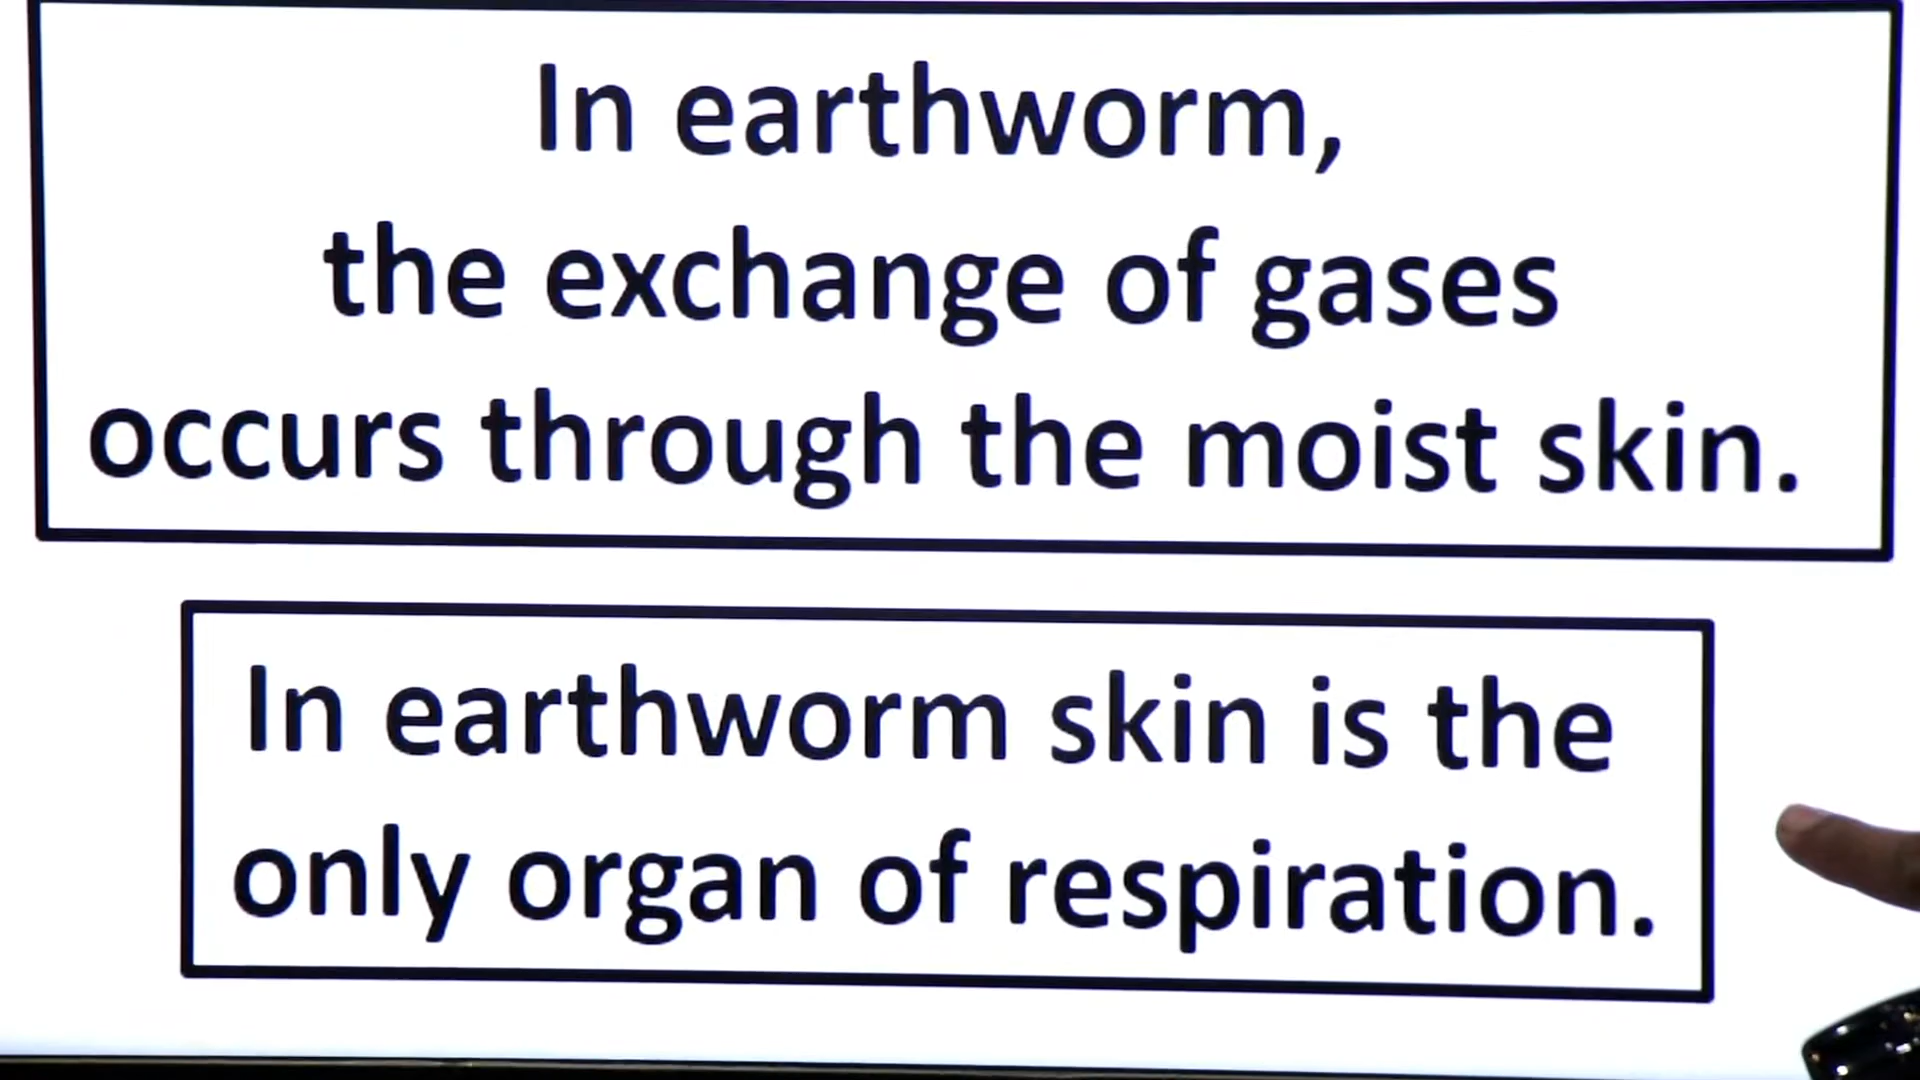 In earthworm,
the exchange of gases
occurs through the moist skin.
In earthworm skin is the
only organ of respiration.